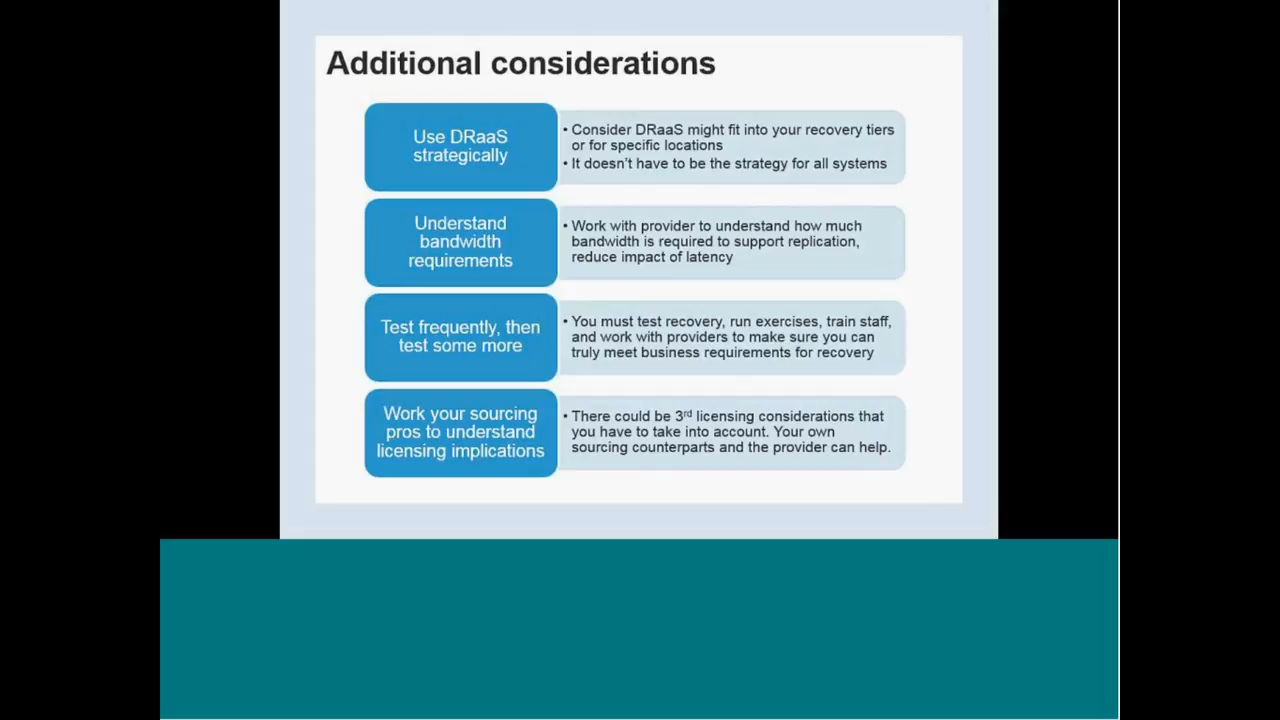 Additional considerations
Use DRaaS
strategically
• Consider DRaaS might fit into your recovery tiers
or for specific locations
• It doesn't have to be the strategy for all systems
Understand
bandwidth
requirements
• Work with provider to understand how much
bandwidth is required to support replication,
reduce impact of latency
Test frequently, then
test some more
• You must test recovery, run exercises, train staff,
and work with providers to make sure you can
truly meet business requirements for recovery
Work your sourcing
pros to understand
licensing implications
• There could be 3rd licensing considerations that
you have to take into account. Your own
sourcing counterparts and the provider can help.